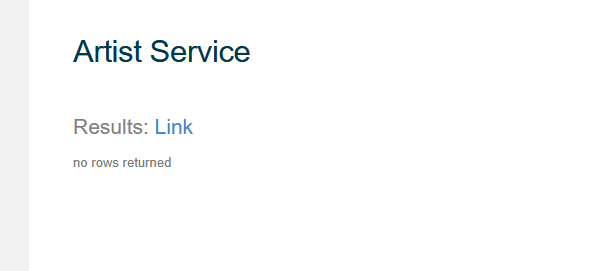 Artist Service
Results: Link
no rows returned